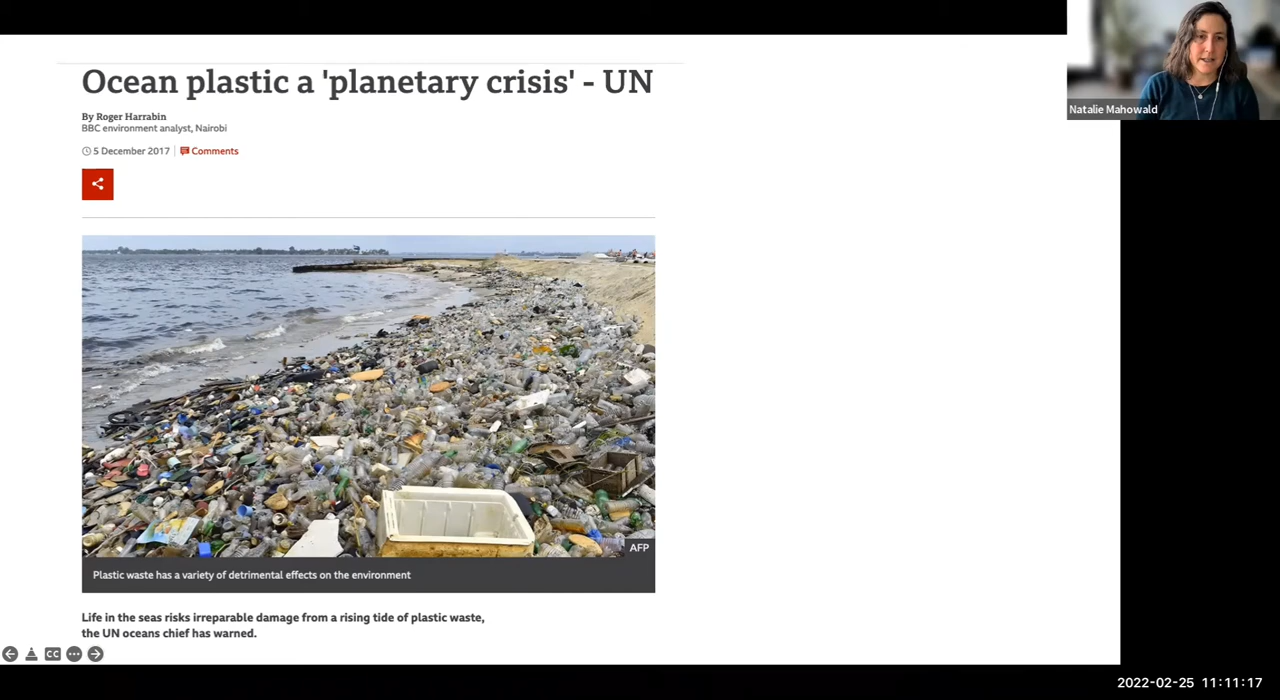 Ocean plastic a 'planetary crisis' - UN
By Roger Harrabin
BBC environment analyst, Nairobi
5 December 2017 | Comments
AFP
Plastic waste has a variety of detrimental effects on the environment
Life in the seas risks irreparable damage from a rising tide of plastic waste,
the UN oceans chief has warned.
Natalie Mahowald
CC
2022-02-25 11:11:17